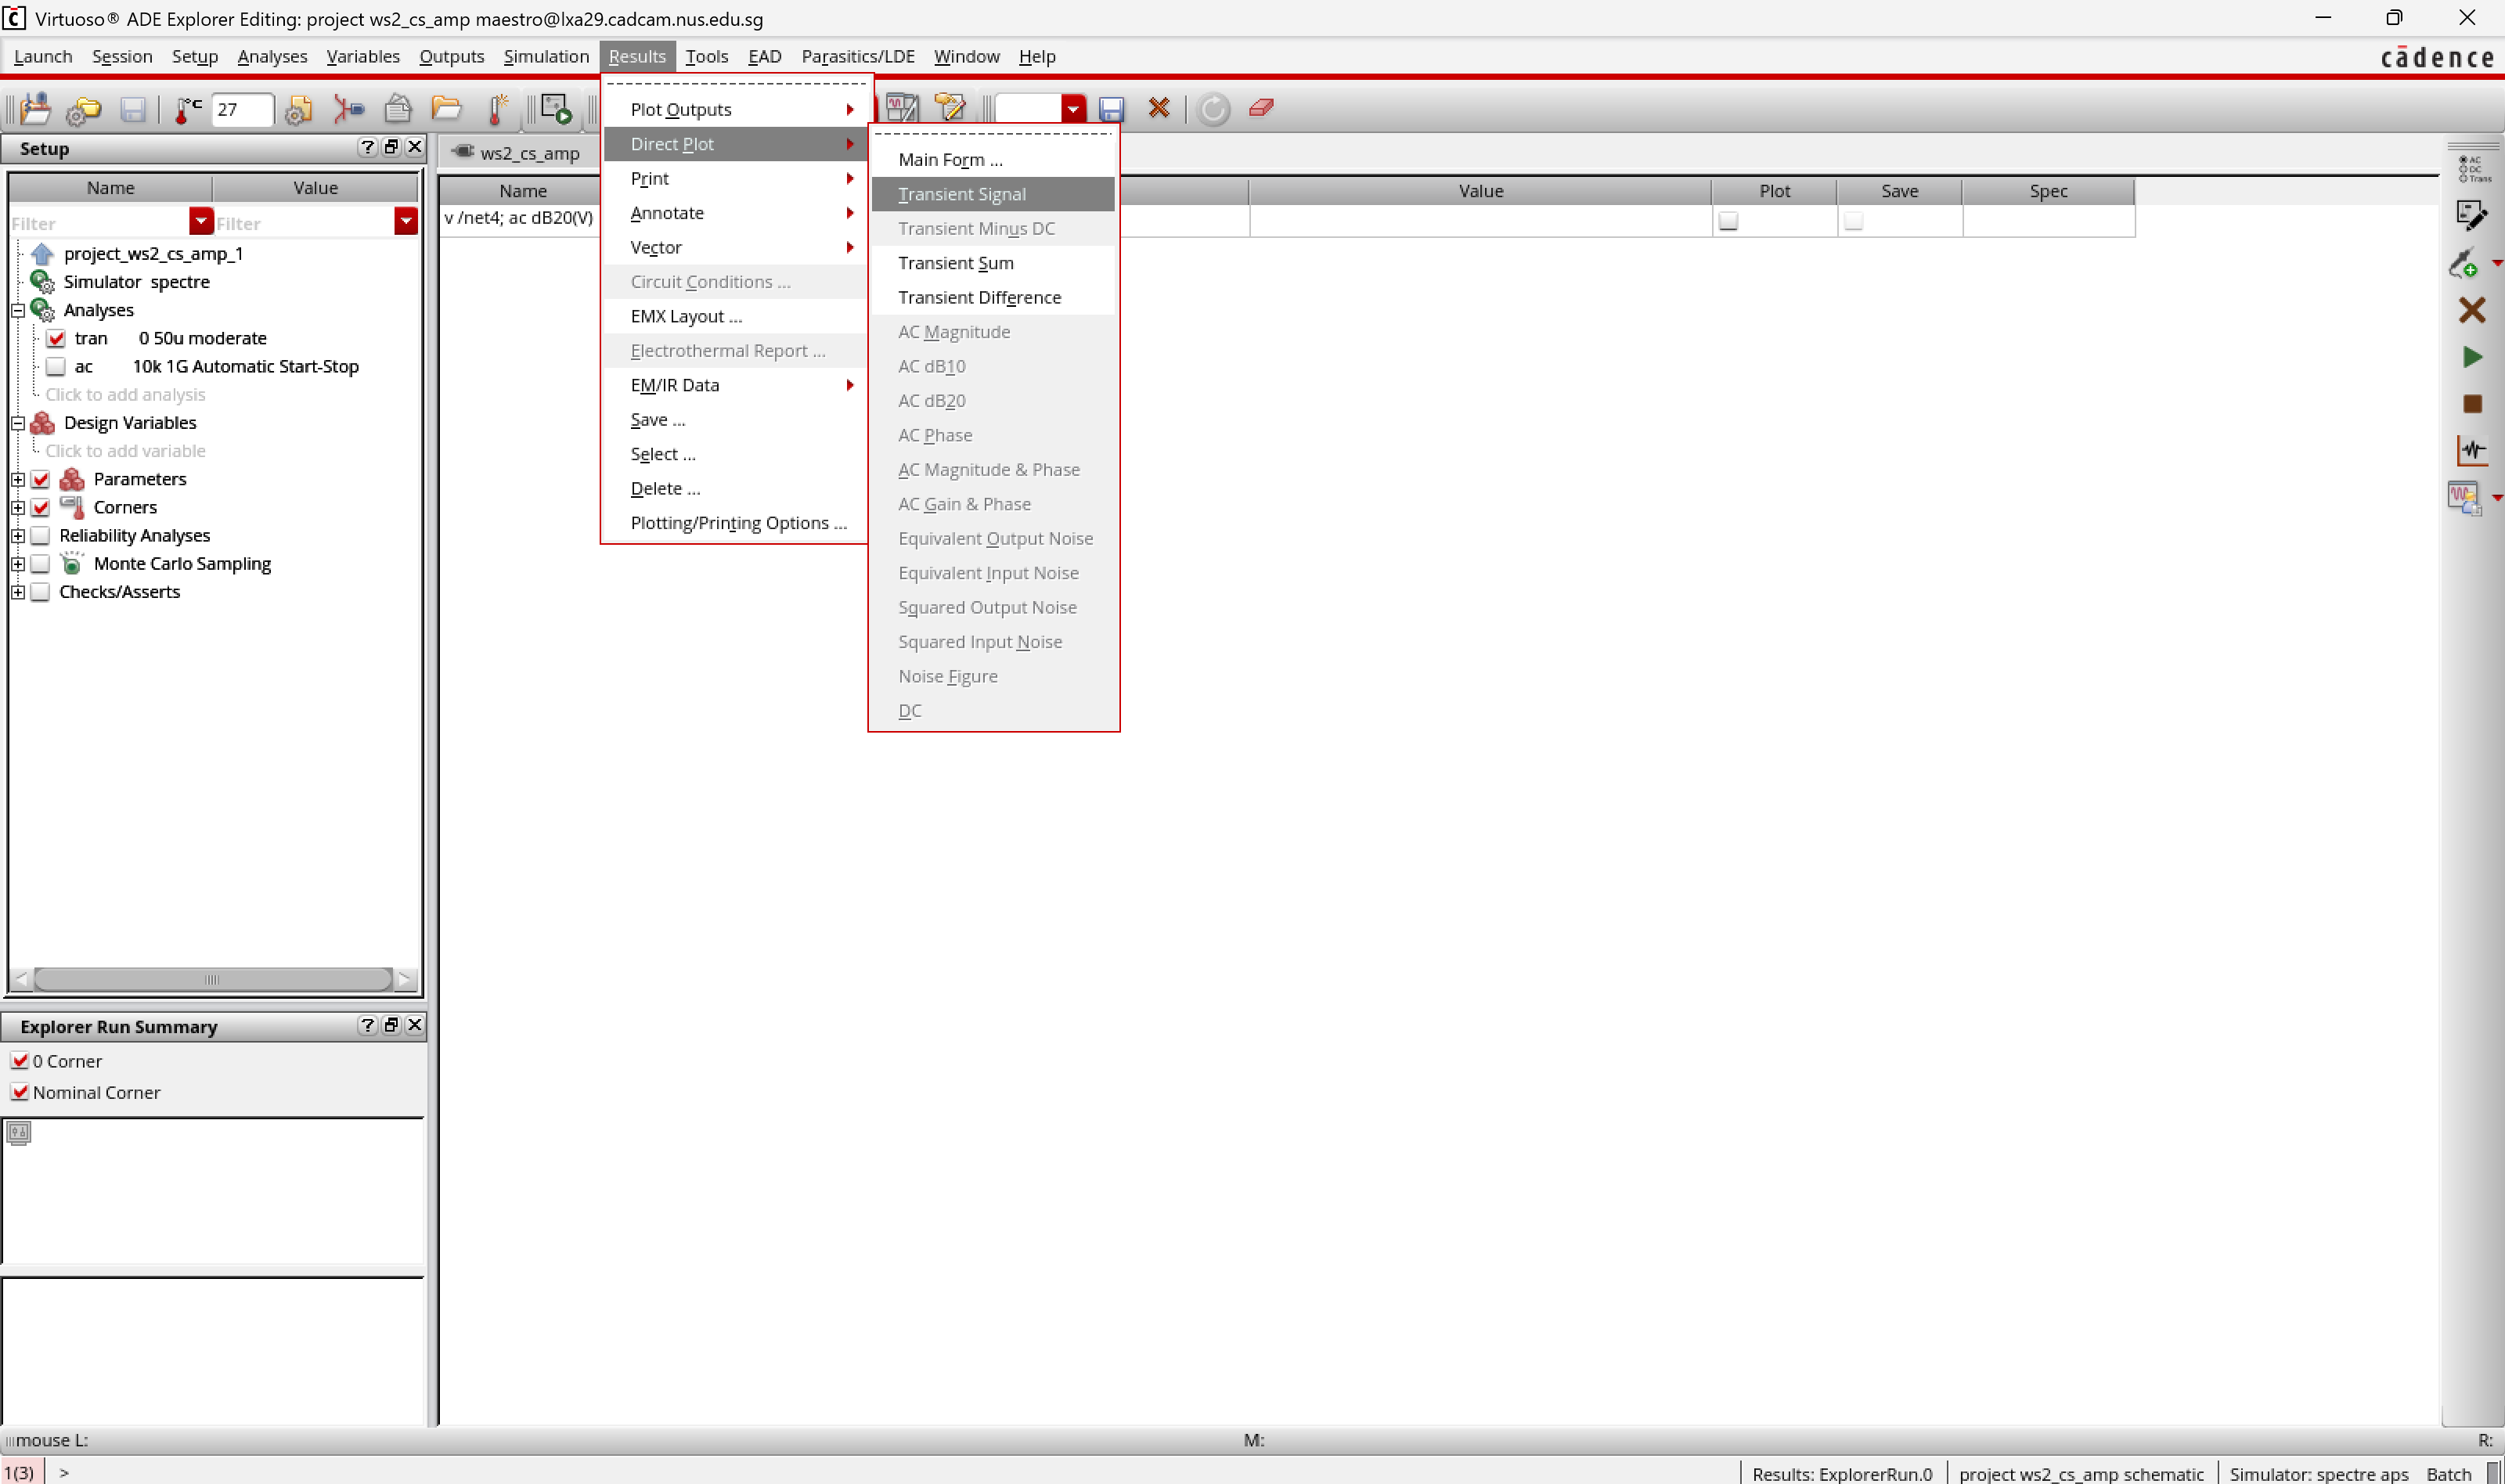 Virtuoso® ADE Explorer Editing: project ws2_cs_amp maestro@lxa29.cadcam.nus.edu.sg
Launch Session Setup Analyses Variables Outputs Simulation Results Tools EAD Parasitics/LDE Window Help
cādence
°C 27
Setup
Name Value
Filter Filter
project_ws2_cs_amp_1
Simulator spectre
Analyses
tran 0 50u moderate
ac 10k 1G Automatic Start-Stop
Click to add analysis
Design Variables
Click to add variable
Parameters
Corners
Reliability Analyses
Monte Carlo Sampling
Checks/Asserts
Explorer Run Summary
0 Corner
Nominal Corner
ws2_cs_amp
Name Value Plot Save Spec
v /net4; ac dB20(V)
Plot Outputs
Direct Plot
Print
Annotate
Vector
Circuit Conditions ...
EMX Layout ...
Electrothermal Report ...
EM/IR Data
Save ...
Select ...
Delete ...
Plotting/Printing Options ...
Main Form ...
Transient Signal
Transient Minus DC
Transient Sum
Transient Difference
AC Magnitude
AC dB10
AC dB20
AC Phase
AC Magnitude & Phase
AC Gain & Phase
Equivalent Output Noise
Equivalent Input Noise
Squared Output Noise
Squared Input Noise
Noise Figure
DC
AC
DC
Trans
mouse L: M: R:
1(3) >
Results: ExplorerRun.0 project ws2_cs_amp schematic Simulator: spectre aps Batch